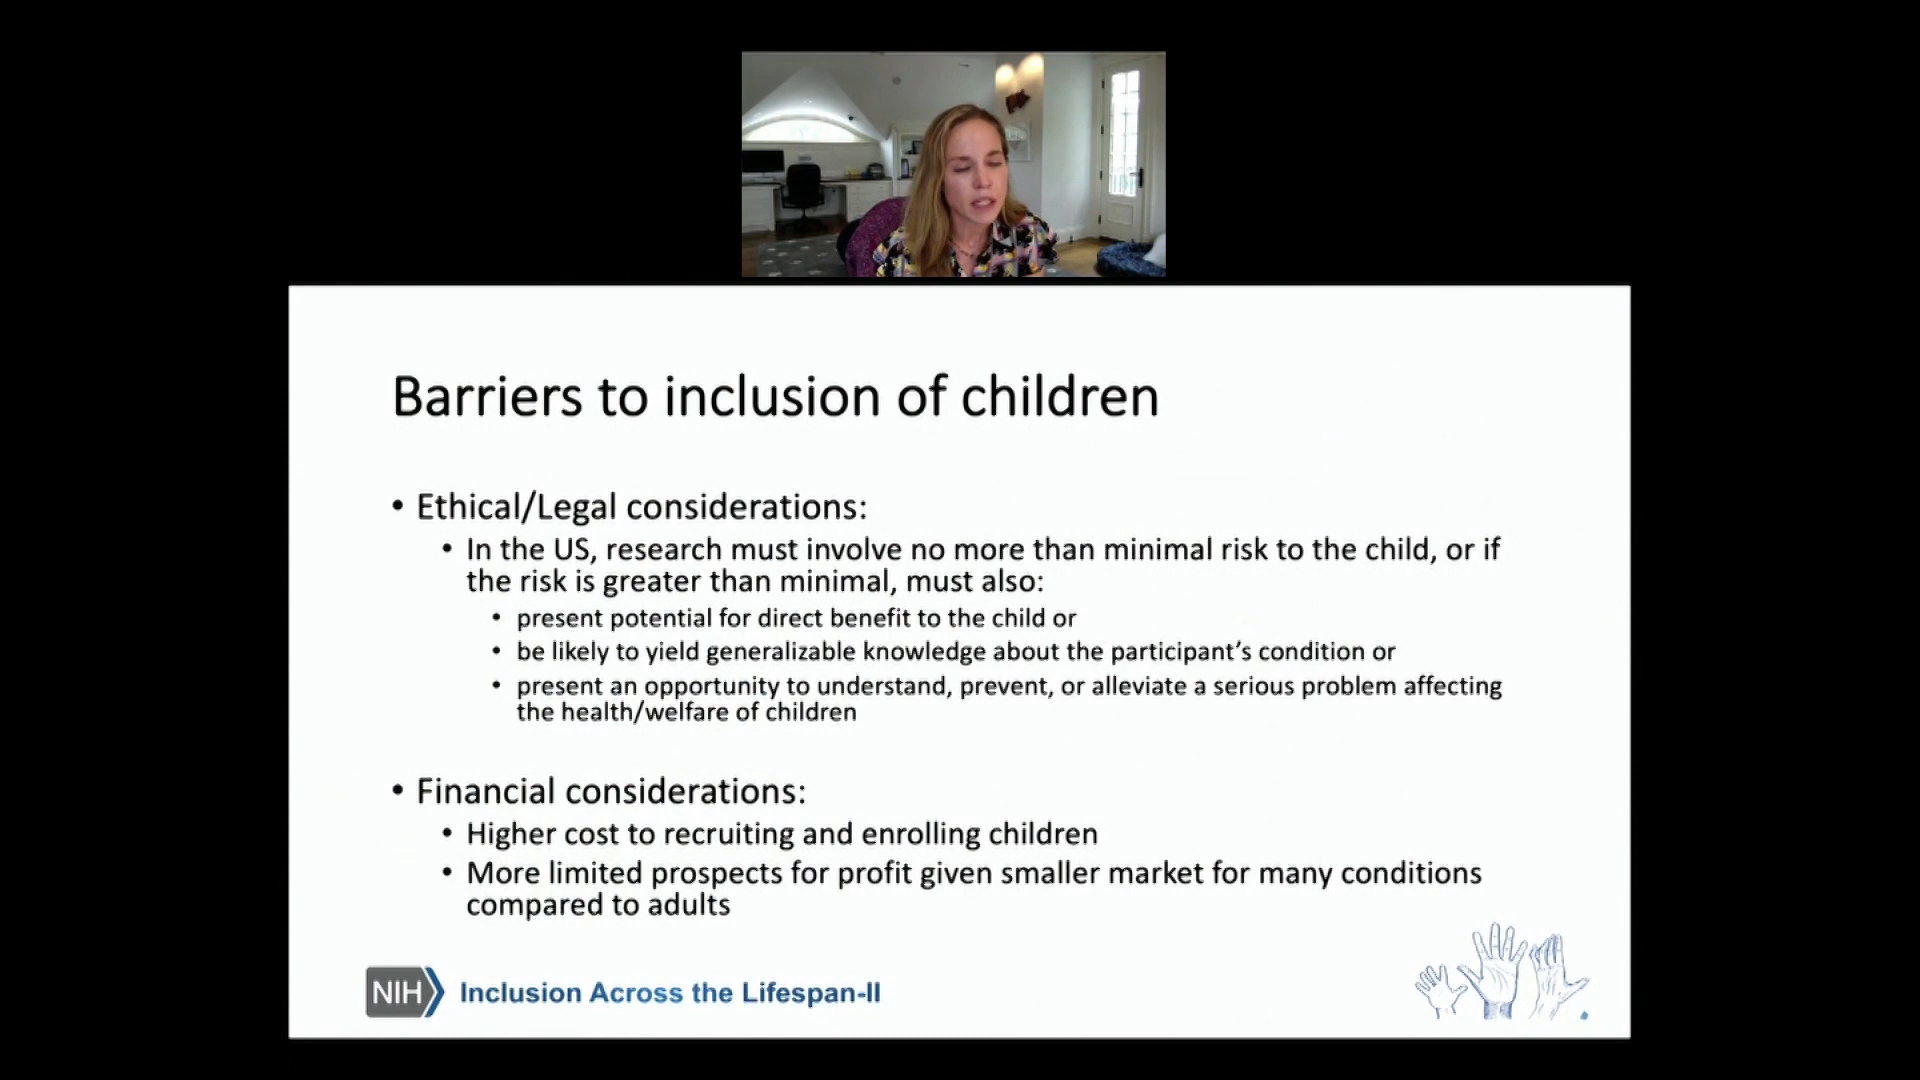 Barriers to inclusion of children
• Ethical/Legal considerations:
• In the US, research must involve no more than minimal risk to the child, or if
the risk is greater than minimal, must also:
• present potential for direct benefit to the child or
• be likely to yield generalizable knowledge about the participant’s condition or
• present an opportunity to understand, prevent, or alleviate a serious problem affecting
the health/welfare of children
• Financial considerations:
• Higher cost to recruiting and enrolling children
• More limited prospects for profit given smaller market for many conditions
compared to adults
NIH Inclusion Across the Lifespan-II